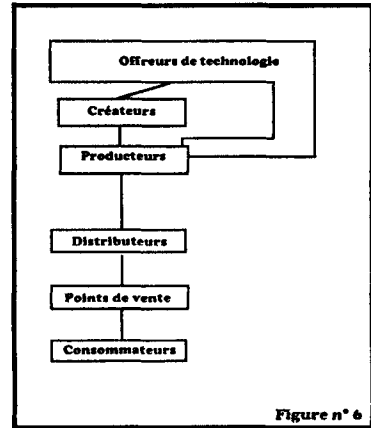 Offreurs de technologie
Créateurs
Producteurs
Distributeurs
Points de vente
Consommateurs
Figure n° 6